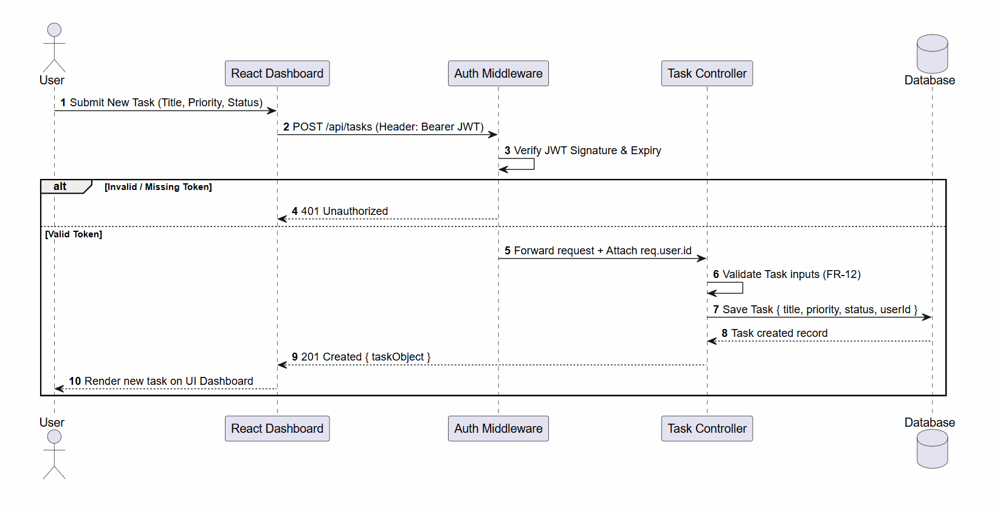 User
React Dashboard
Auth Middleware
Task Controller
Database
1 Submit New Task (Title, Priority, Status)
2 POST /api/tasks (Header: Bearer JWT)
3 Verify JWT Signature & Expiry
alt [Invalid / Missing Token]
4 401 Unauthorized
[Valid Token]
5 Forward request + Attach req.user.id
6 Validate Task inputs (FR-12)
7 Save Task { title, priority, status, userId }
8 Task created record
9 201 Created { taskObject }
10 Render new task on UI Dashboard
User
React Dashboard
Auth Middleware
Task Controller
Database